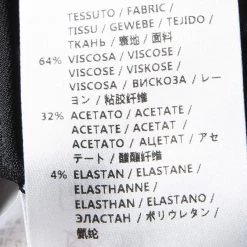 TESSUTO / FABRIC /
TISSU / GEWEBE / TEJIDO /
ТКАНЬ / 裏地 / 面料
64% VISCOSA / VISCOSE /
VISCOSE / VISKOSE /
VISCOSA / ВИСКОЗА / レー
ヨン / 粘胶纤维
32% ACETATO / ACETATE /
ACETATE / ACETAT /
ACETATO / АЦЕТАТ / アセ
テート / 醋酸纤维
4% ELASTAN / ELASTANE /
ELASTHANNE /
ELASTHAN / ELASTANO /
ЭЛАСТАН / ポリウレタン /
氨纶